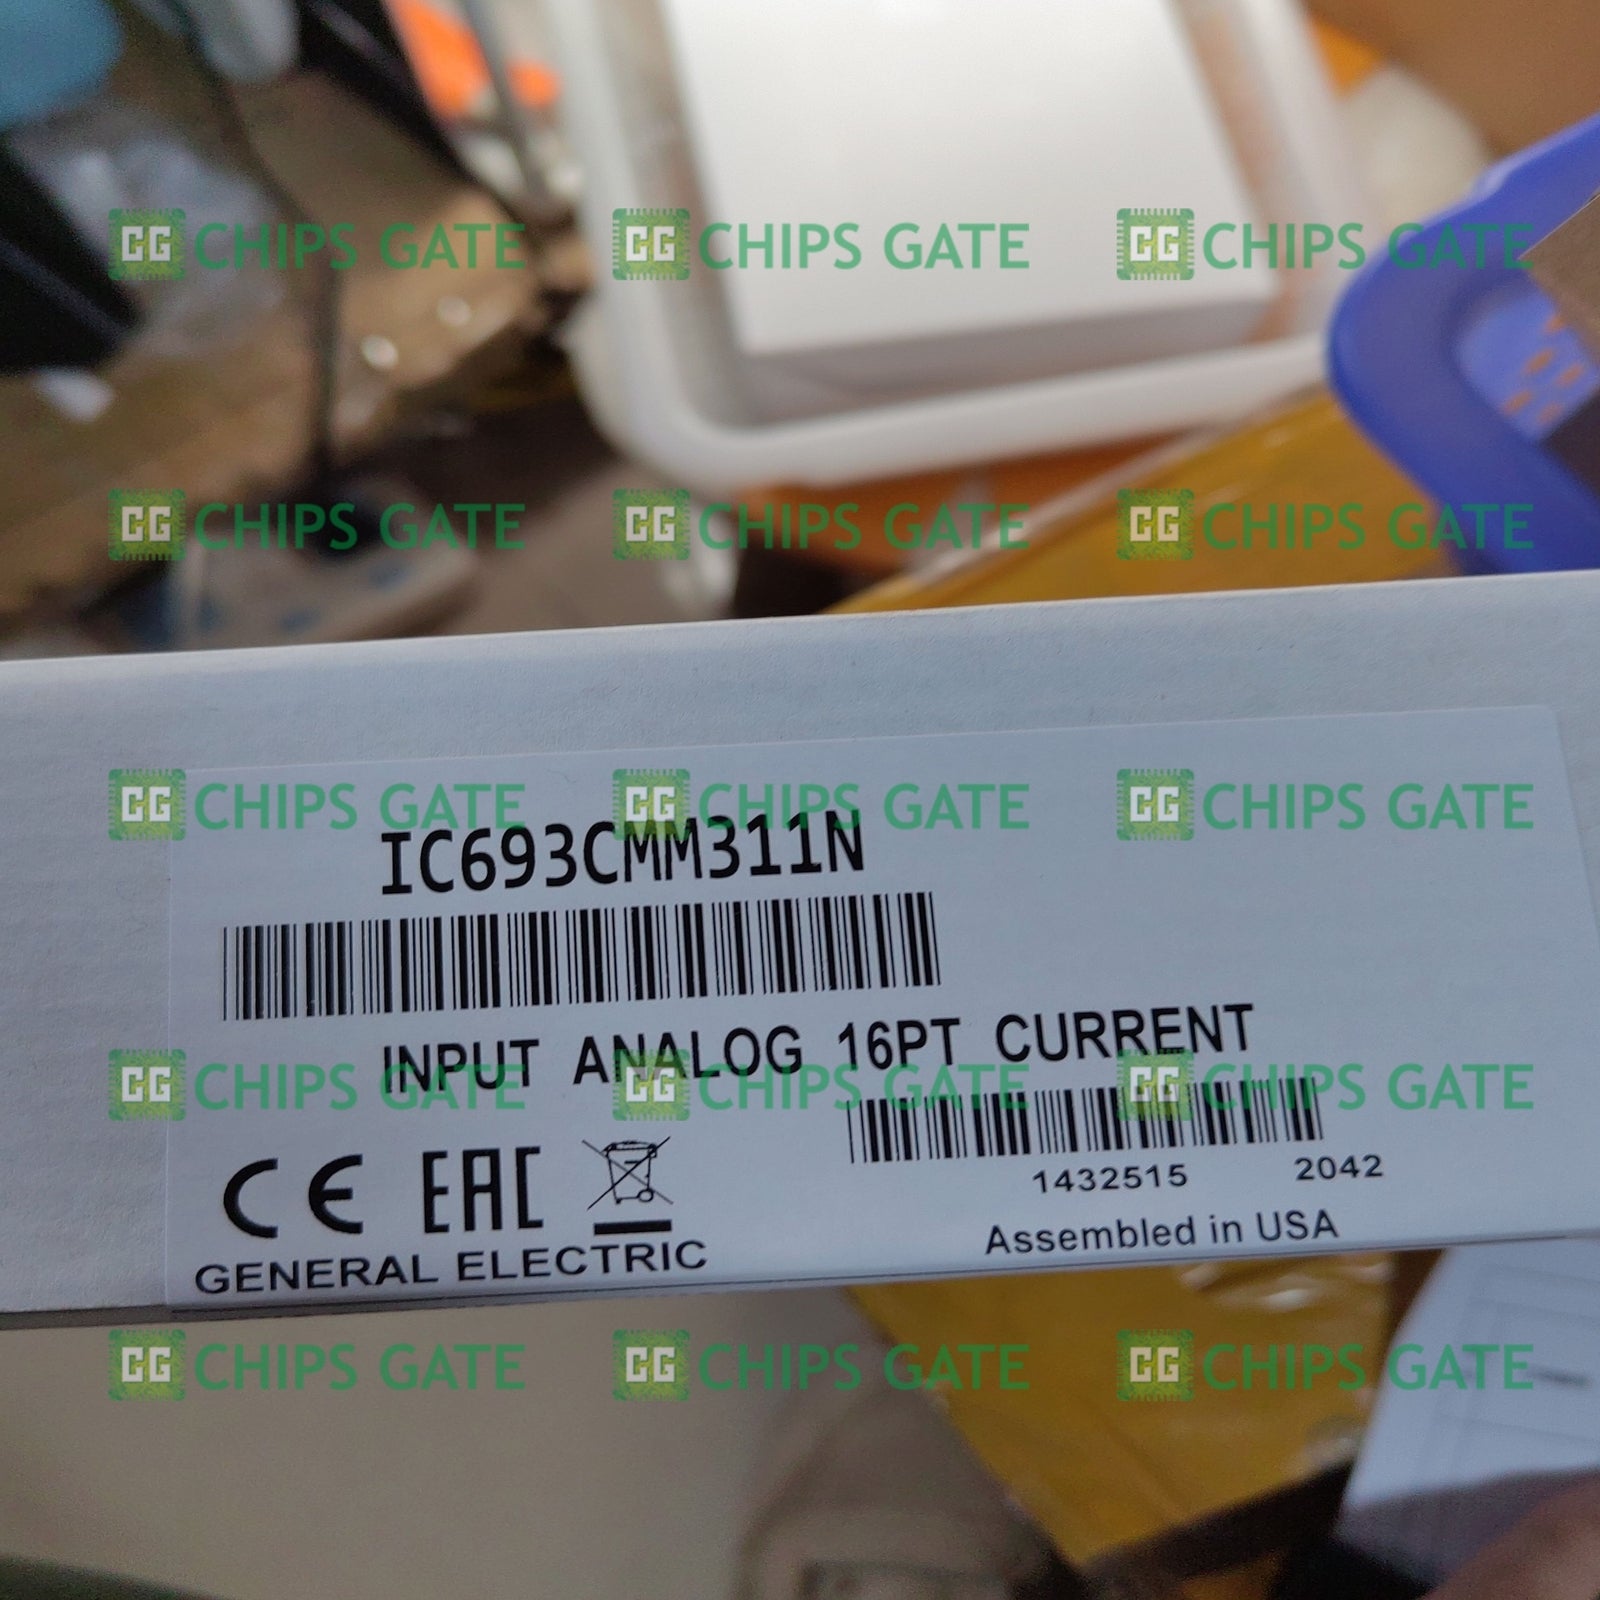 CG CHIPS GATE CG CHIPS GATE CG CHIPS GATE
CG CHIPS GATE CG CHIPS GATE CG CHIPS GATE
CG CHIPS GATE CG CHIPS GATE CG CHIPS GATE
IC693CMM311N
INPUT ANALOG 16PT CURRENT
CG CHIPS GATE CG CHIPS GATE CG CHIPS GATE
1432515 2042
CE EAC
Assembled in USA
GENERAL ELECTRIC
CG CHIPS GATE CG CHIPS GATE CG CHIPS GATE